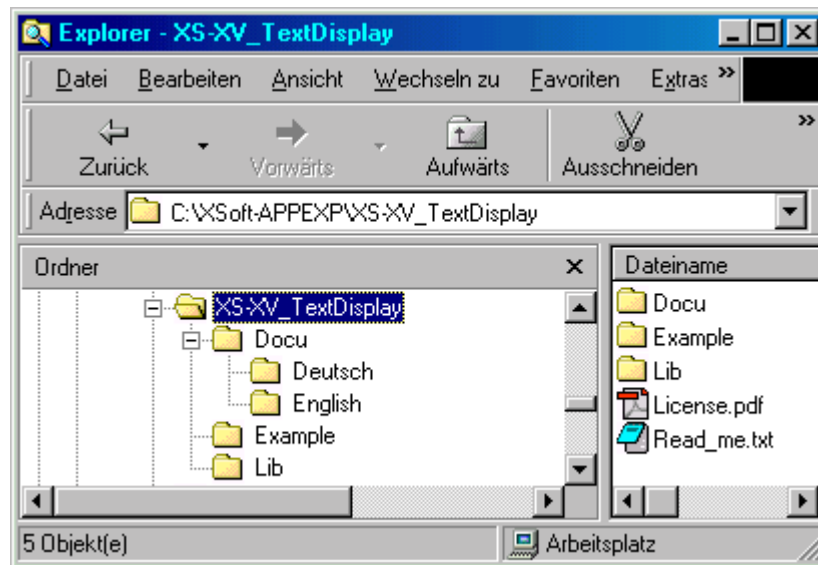 Explorer - XS-XV_TextDisplay
Datei Bearbeiten Ansicht Wechseln zu Favoriten Extras »
Zurück Vorwärts Aufwärts Ausschneiden »
Adresse C:\XSoft-APPEXP\XS-XV_TextDisplay
Ordner
XS-XV_TextDisplay
Docu
Deutsch
English
Example
Lib
Dateiname
Docu
Example
Lib
License.pdf
Read_me.txt
5 Objekt(e) Arbeitsplatz